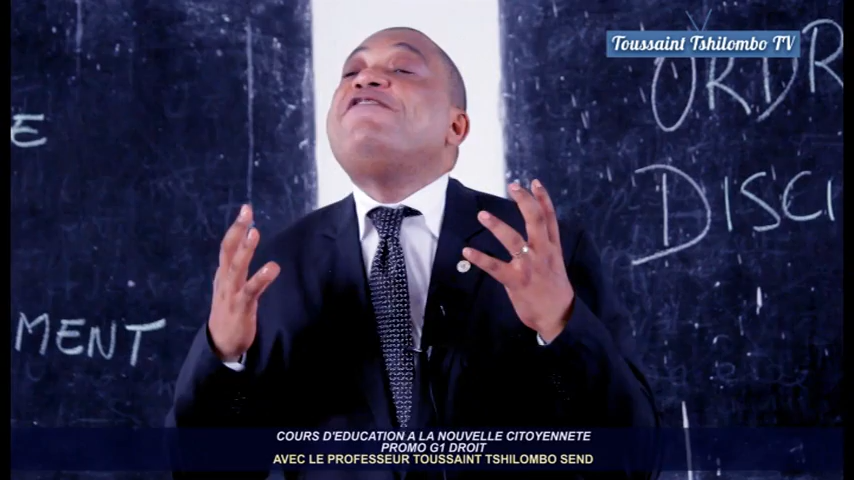 Toussaint Tshilombo TV
ORDR
E
DISCI
MENT
COURS D'EDUCATION A LA NOUVELLE CITOYENNETE
PROMO G1 DROIT
AVEC LE PROFESSEUR TOUSSAINT TSHILOMBO SEND